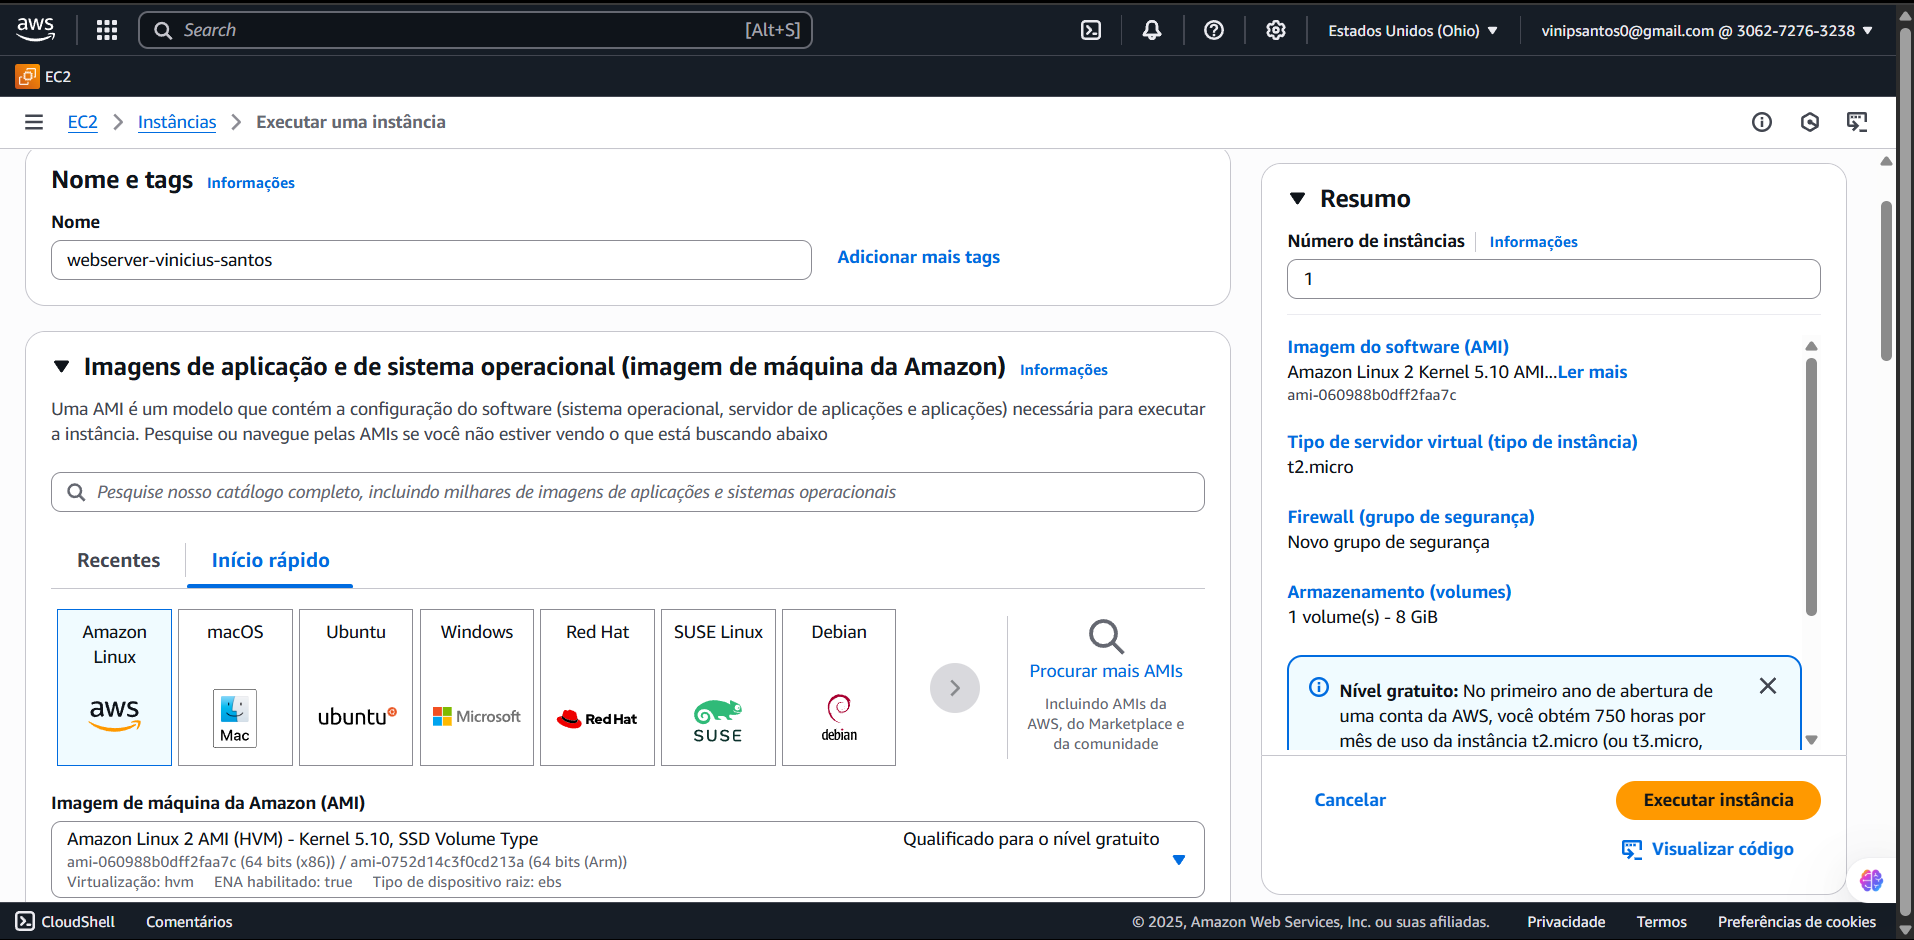 aws
Search
[Alt+S]
Estados Unidos (Ohio)
vinipsantos0@gmail.com @ 3062-7276-3238
EC2
EC2
Instâncias
Executar uma instância
Nome e tags
Informações
Nome
webserver-vinicius-santos
Adicionar mais tags
Imagens de aplicação e de sistema operacional (imagem de máquina da Amazon)
Informações
Uma AMI é um modelo que contém a configuração do software (sistema operacional, servidor de aplicações e aplicações) necessária para executar
a instância. Pesquise ou navegue pelas AMIs se você não estiver vendo o que está buscando abaixo
Pesquise nosso catálogo completo, incluindo milhares de imagens de aplicações e sistemas operacionais
Recentes
Início rápido
Amazon
Linux
aws
macOS
Mac
Ubuntu
ubuntu
Windows
Microsoft
Red Hat
Red Hat
SUSE Linux
SUSE
Debian
debian
Procurar mais AMIs
Incluindo AMIs da
AWS, do Marketplace e
da comunidade
Imagem de máquina da Amazon (AMI)
Amazon Linux 2 AMI (HVM) - Kernel 5.10, SSD Volume Type
Qualificado para o nível gratuito
ami-060988b0dff2faa7c (64 bits (x86)) / ami-0752d14c3f0cd213a (64 bits (Arm))
Virtualização: hvm
ENA habilitado: true
Tipo de dispositivo raiz: ebs
Resumo
Número de instâncias
Informações
1
Imagem do software (AMI)
Amazon Linux 2 Kernel 5.10 AMI...Ler mais
ami-060988b0dff2faa7c
Tipo de servidor virtual (tipo de instância)
t2.micro
Firewall (grupo de segurança)
Novo grupo de segurança
Armazenamento (volumes)
1 volume(s) - 8 GiB
Nível gratuito: No primeiro ano de abertura de
uma conta da AWS, você obtém 750 horas por
mês de uso da instância t2.micro (ou t3.micro,
Cancelar
Executar instância
Visualizar código
CloudShell
Comentários
© 2025, Amazon Web Services, Inc. ou suas afiliadas.
Privacidade
Termos
Preferências de cookies